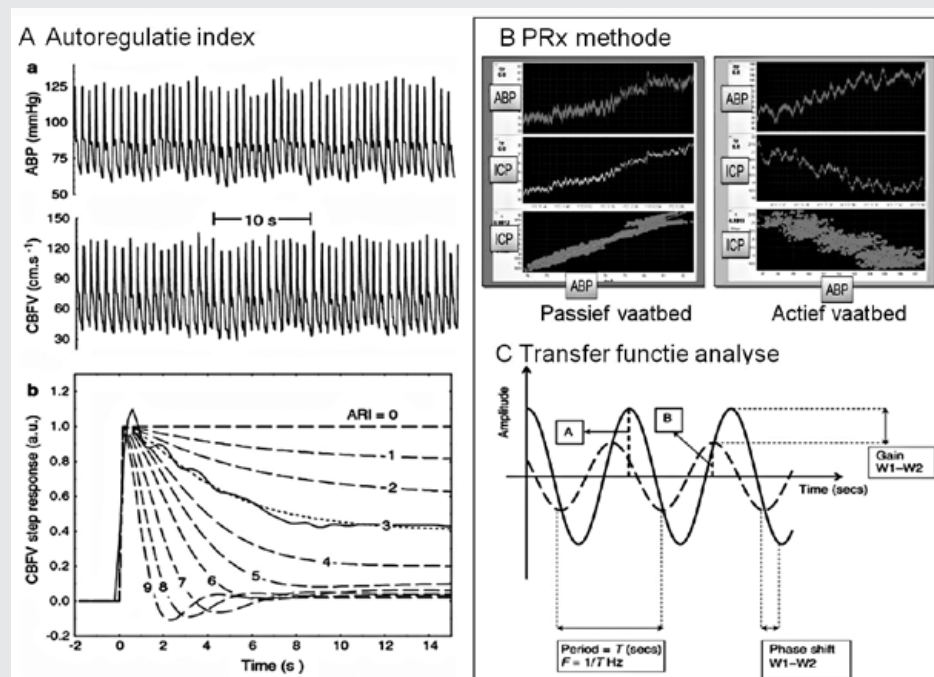 A Autoregulatie index
a
ABP (mmHg)
125
100
75
50
10 s
CBFV (cm.s⁻¹)
150
120
90
60
30
b
CBFV step response (a.u.)
1.2
1.0
0.8
0.6
0.4
0.2
0.0
-0.2
ARI = 0
1
2
3
4
5
6
7
8
9
-2 0 2 4 6 8 10 12 14
Time (s)
B PRx methode
ABP
ICP
ICP
ABP
Passief vaatbed
ABP
ICP
ICP
ABP
Actief vaatbed
C Transfer functie analyse
Amplitude
A
B
Time (secs)
Gain
W1–W2
Period = T (secs)
F = 1/T Hz
Phase shift
W1–W2